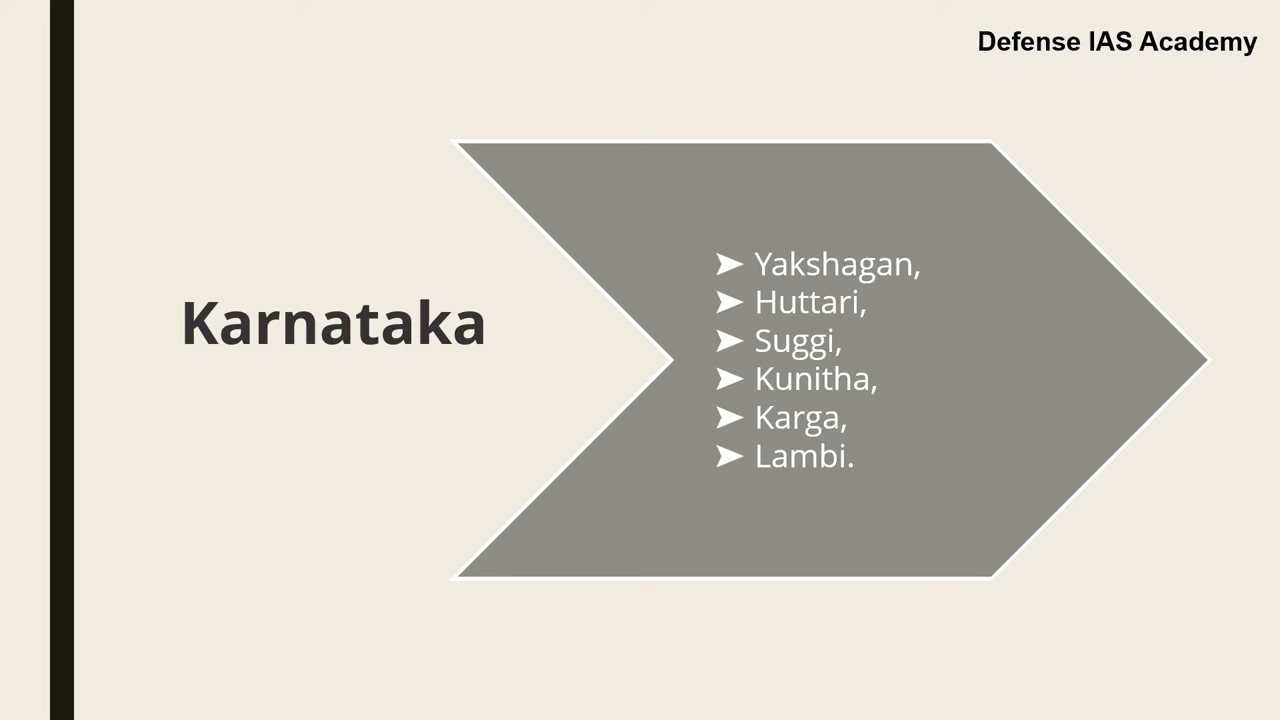 Defense IAS Academy
Karnataka
➤ Yakshagan,
➤ Huttari,
➤ Suggi,
➤ Kunitha,
➤ Karga,
➤ Lambi.